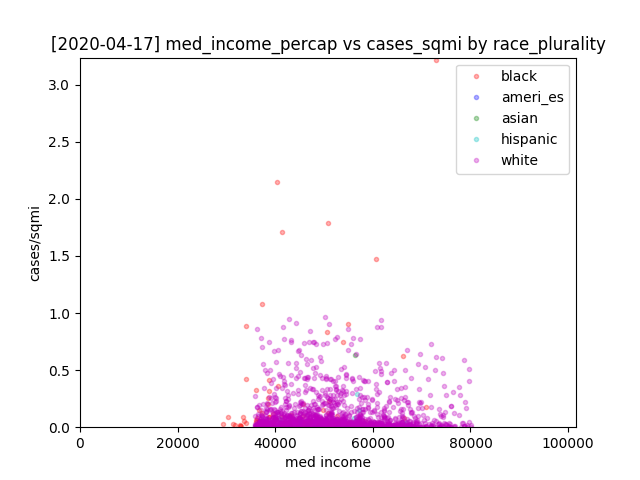 [2020-04-17] med_income_percap vs cases_sqmi by race_plurality
black
ameri_es
asian
hispanic
white
cases/sqmi
3.0
2.5
2.0
1.5
1.0
0.5
0.0
0 20000 40000 60000 80000 100000
med income